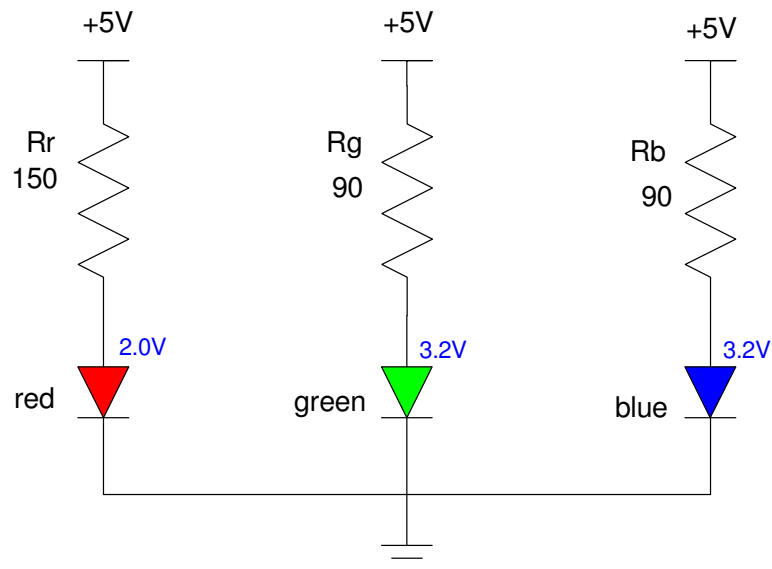 +5V
+5V
+5V
Rr
150
Rg
90
Rb
90
2.0V
3.2V
3.2V
red
green
blue